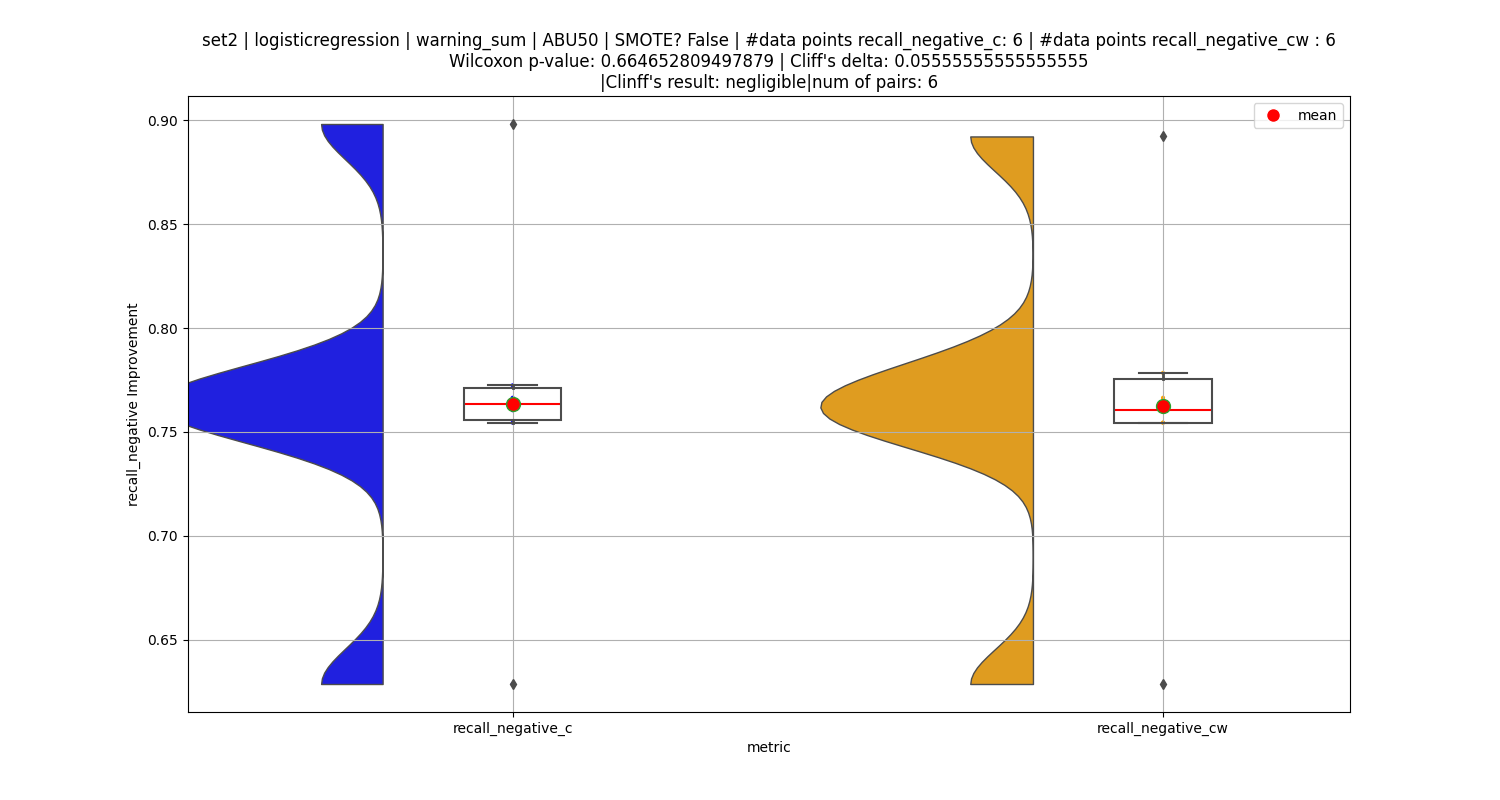 set2 | logisticregression | warning_sum | ABU50 | SMOTE? False | #data points recall_negative_c: 6 | #data points recall_negative_cw : 6
Wilcoxon p-value: 0.664652809497879 | Cliff's delta: 0.05555555555555555
|Clinff's result: negligible|num of pairs: 6
mean
0.90
0.85
0.80
0.75
0.70
0.65
recall_negative Improvement
recall_negative_c
recall_negative_cw
metric